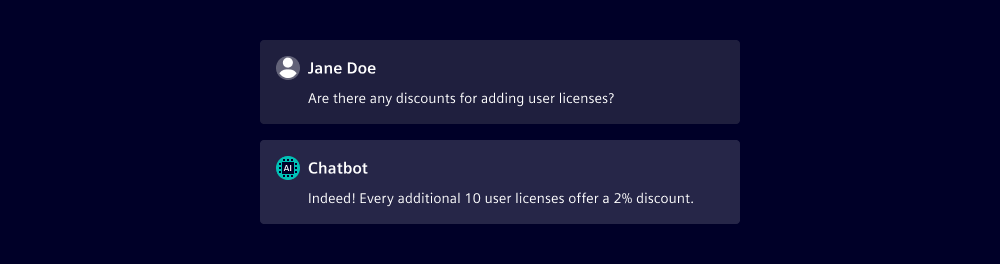 Jane Doe
Are there any discounts for adding user licenses?
AI
Chatbot
Indeed! Every additional 10 user licenses offer a 2% discount.